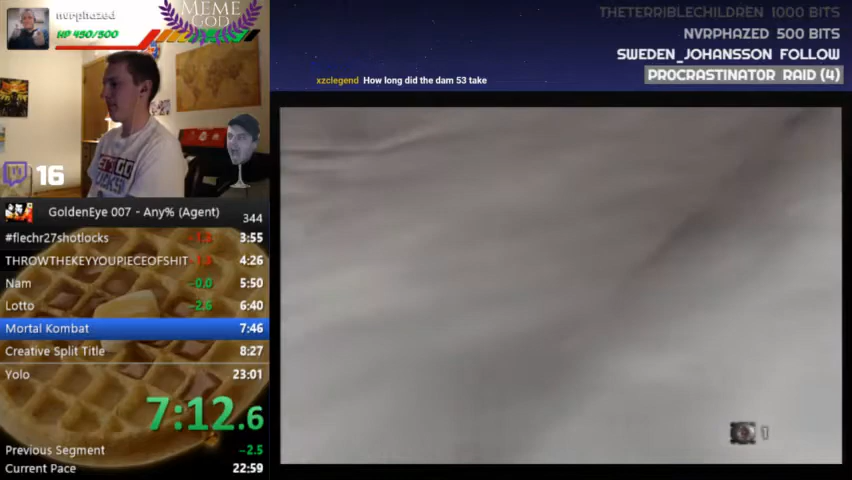 nvrphazed
HP 450/500
MEME
GOD
16
GoldenEye 007 - Any% (Agent)
344
#flechr27shotlocks -1.8 3:55
THROWTHEKEYYOUPIECEOFSHIT 4:26
Nam -0.0 5:50
Lotto -2.6 6:40
Mortal Kombat 7:46
Creative Split Title 8:27
Yolo 23:01
7:12.6
Previous Segment -2.5
Current Pace 22:59
THETERRIBLECHILDREN 1000 BITS
NVRPHAZED 500 BITS
SWEDEN_JOHANSSON FOLLOW
PROCRASTINATOR RAID (4)
xzclegend How long did the dam 53 take
1